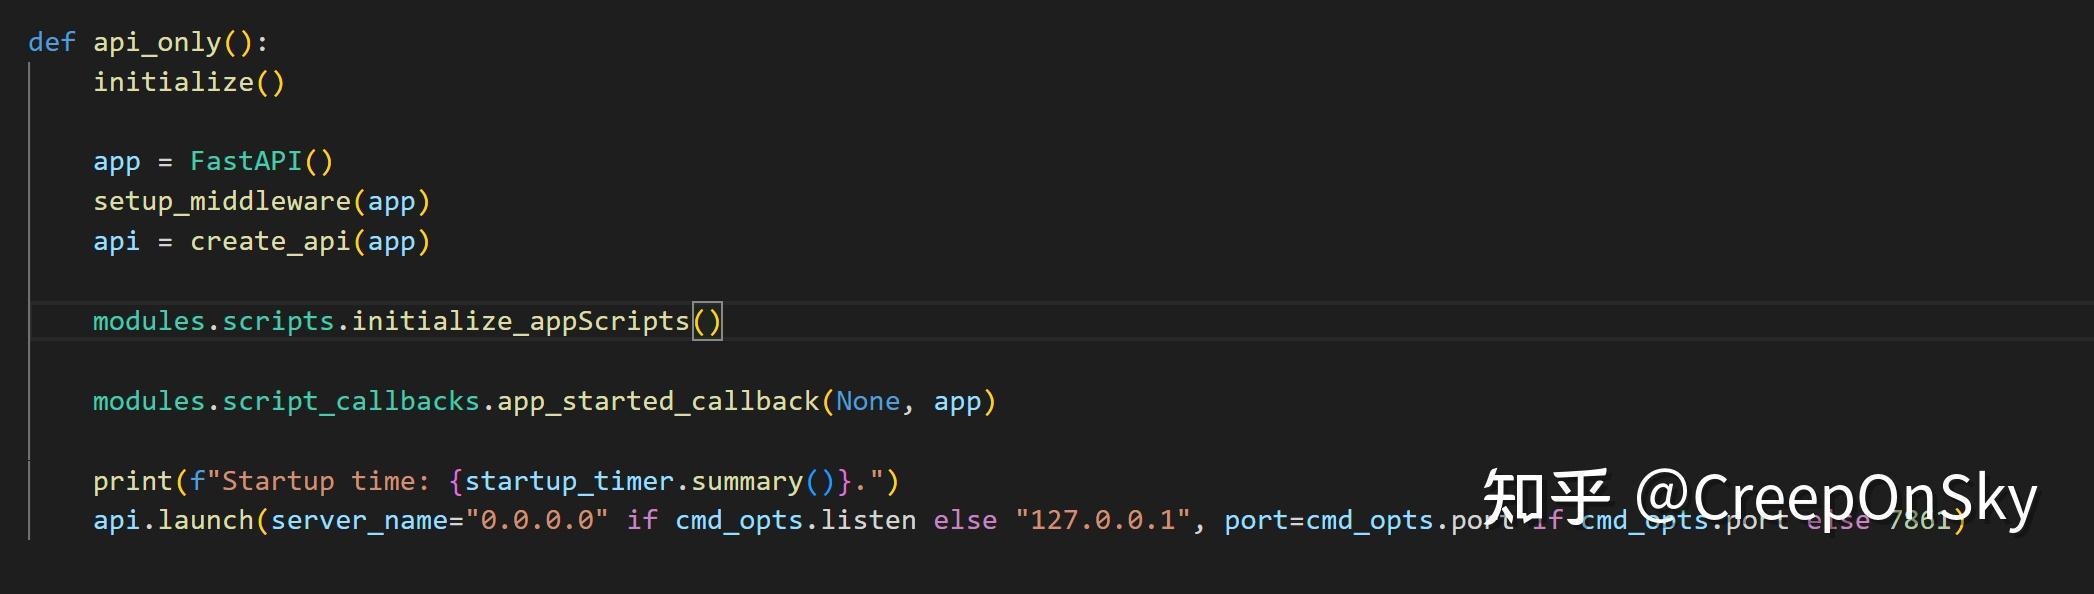 def api_only():
    initialize()
    app = FastAPI()
    setup_middleware(app)
    api = create_api(app)
    modules.scripts.initialize_appScripts()
    modules.script_callbacks.app_started_callback(None, app)
    print(f"Startup time: {startup_timer.summary()}.")
    api.launch(server_name="0.0.0.0" if cmd_opts.listen else "127.0.0.1", port=cmd_opts.port if cmd_opts.port else 7861)
知乎 @CreepOnSky